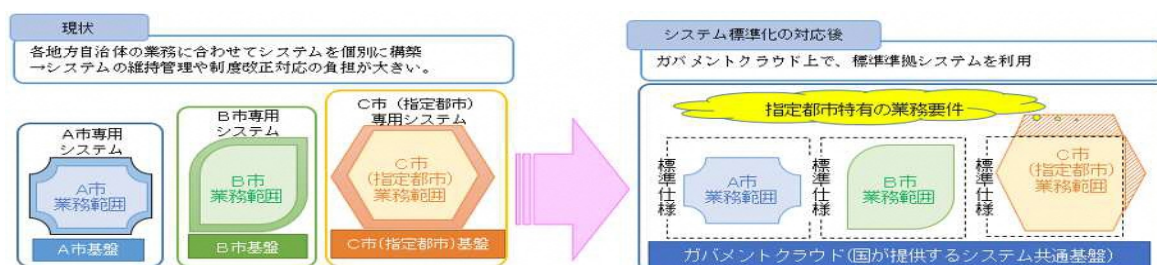 現状
各地方自治体の業務に合わせてシステムを個別に構築
→システムの維持管理や制度改正対応の負担が大きい。
A市専用
システム
A市
業務範囲
A市基盤
B市専用
システム
B市
業務範囲
B市基盤
C市(指定都市)
専用システム
C市
(指定都市)
業務範囲
C市(指定都市)基盤
システム標準化の対応後
ガバメントクラウド上で、標準準拠システムを利用
指定都市特有の業務要件
標準仕様
A市
業務範囲
標準仕様
B市
業務範囲
標準仕様
C市
(指定都市)
業務範囲
ガバメントクラウド(国が提供するシステム共通基盤)